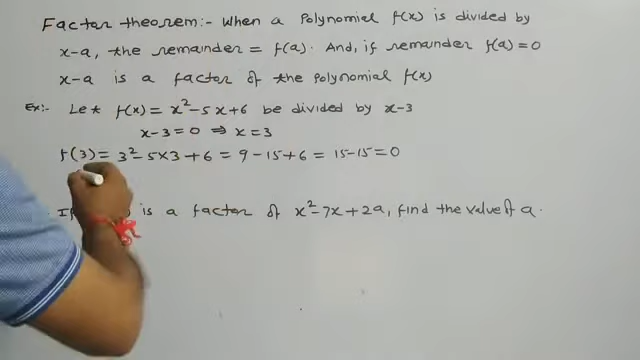 Factor theorem:- When a Polynomial f(x) is divided by
x-a, the remainder = f(a). And, if remainder f(a) = 0
x-a is a factor of the Polynomial f(x)
Ex:- Let f(x) = x²-5x+6 be divided by x-3
x-3=0 ⇒ x=3
f(3) = 3²-5×3+6 = 9-15+6 = 15-15=0
is a factor of x²-7x+2a, find the value of a.